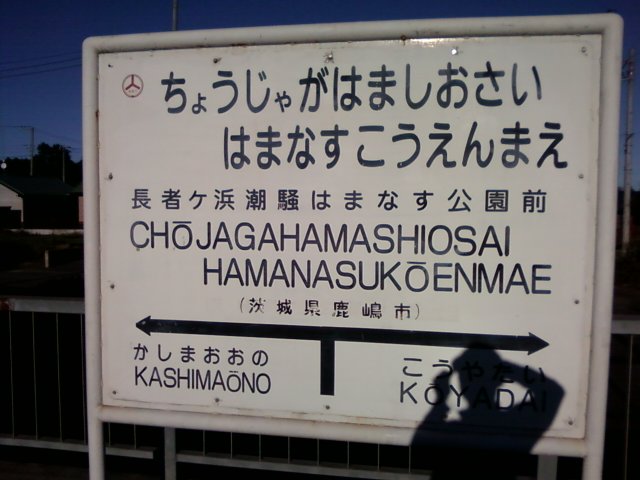 ちょうじゃがはましおさい
はまなすこうえんまえ
長者ケ浜潮騒はまなす公園前
CHŌJAGAHAMASHIOSAI
HAMANASUKŌENMAE
(茨城県鹿嶋市)
かしまおおの
KASHIMAŌNO
こうやだい
KŌYADAI